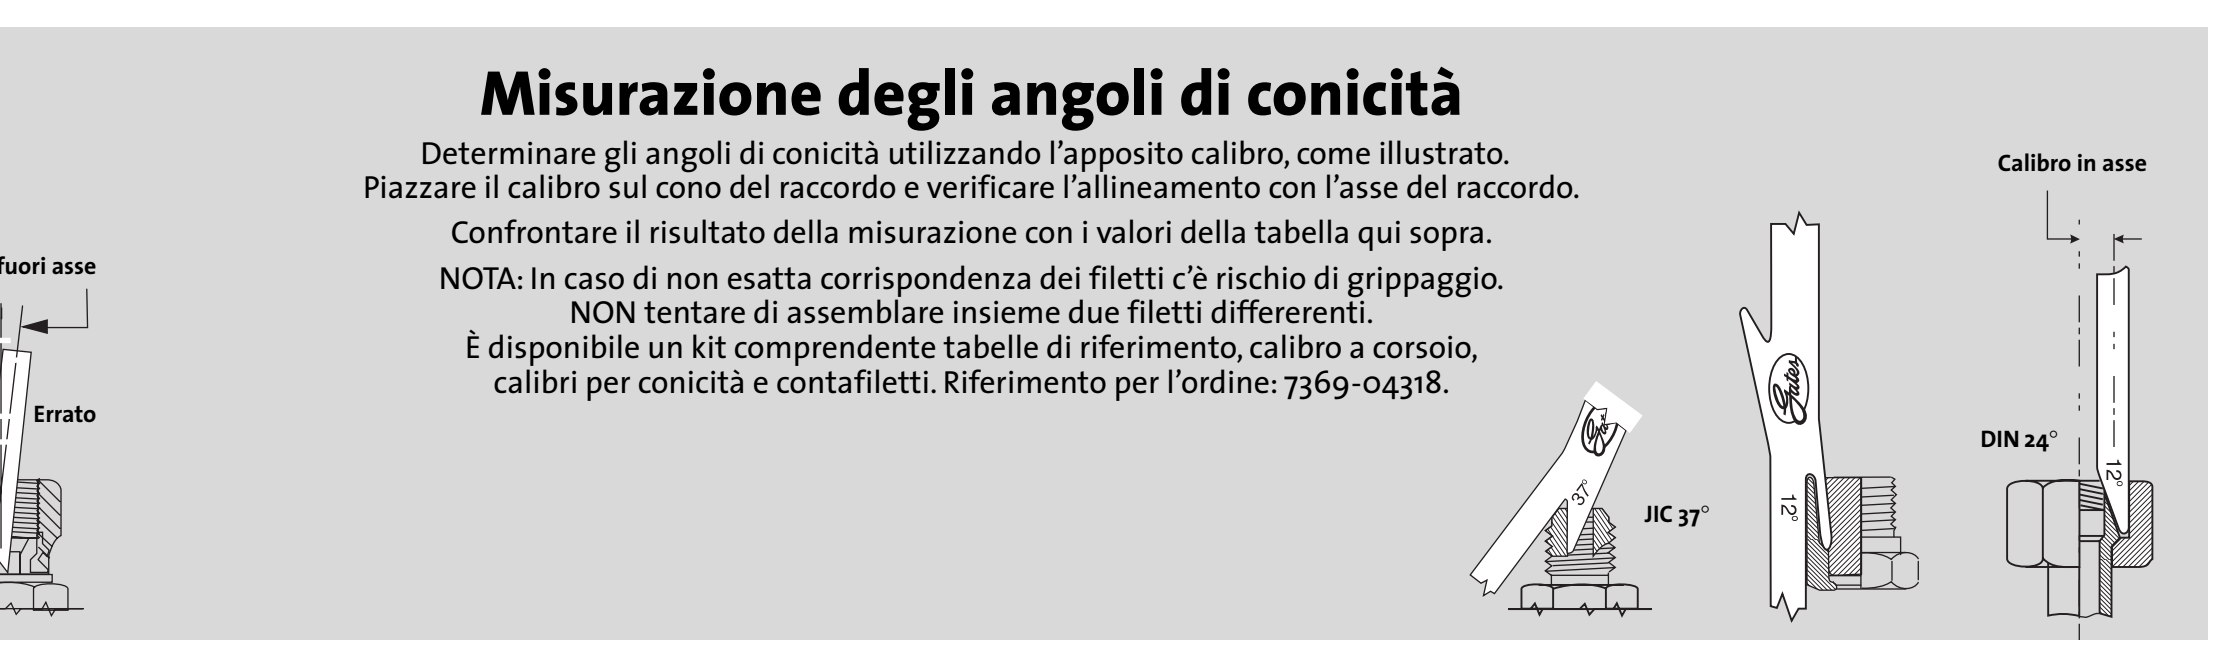 Misurazione degli angoli di conicità
Determinare gli angoli di conicità utilizzando l'apposito calibro, come illustrato.
Piazzare il calibro sul cono del raccordo e verificare l'allineamento con l'asse del raccordo.
Confrontare il risultato della misurazione con i valori della tabella qui sopra.
NOTA: In caso di non esatta corrispondenza dei filetti c'è rischio di grippaggio.
NON tentare di assemblare insieme due filetti differerenti.
È disponibile un kit comprendente tabelle di riferimento, calibro a corsoio,
calibri per conicità e contafiletti. Riferimento per l'ordine: 7369-04318.
fuori asse
Errato
37°
JIC 37°
Gates
12°
Calibro in asse
DIN 24°
12°